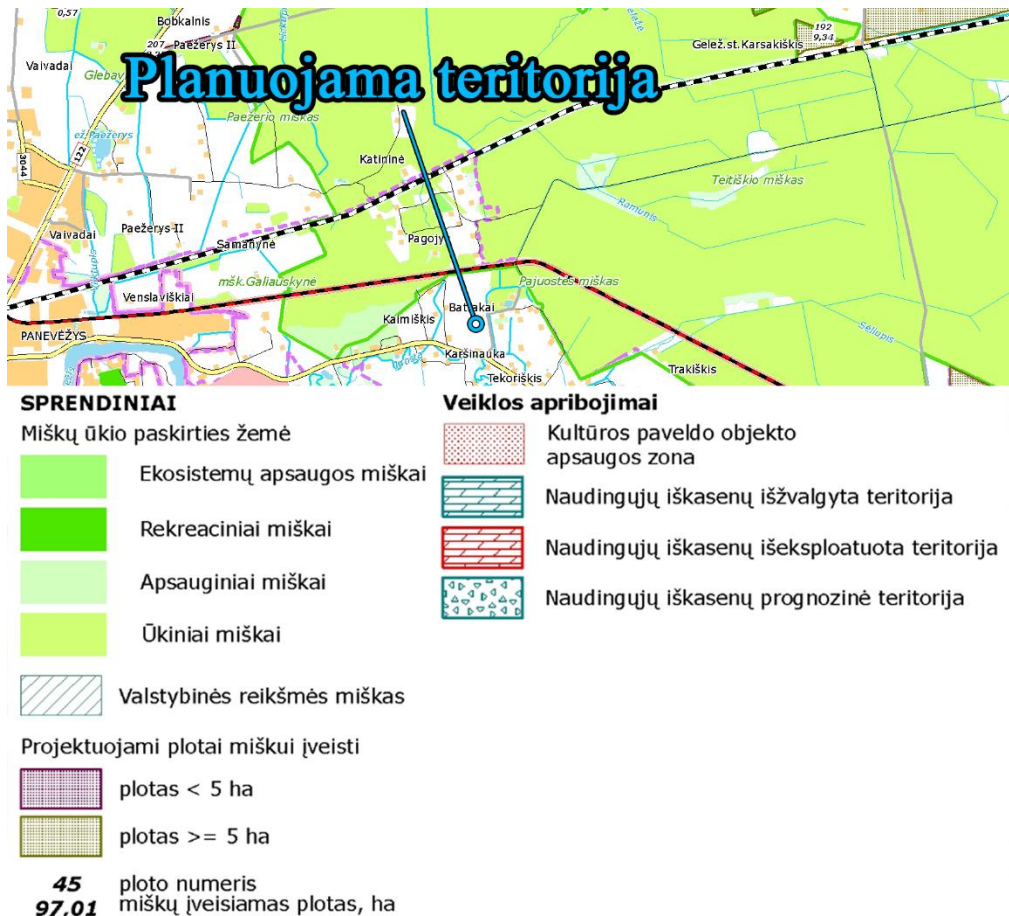 0,57
Bobkalnis
207
Paežerys II
Vaivadai
Planuojama teritorija
192
9,34
Gelež.st.Karsakiškis
Paežerio miškas
ež.Paežerys
122
3044
Katininė
Teitiškio miškas
Ramunis
Vaivadai
Paežerys II
Samanynė
Pagojy
mšk.Galiauskynė
Pajuostės miškas
Venslaviškiai
Kaimiškis
PANEVĖŽYS
Karšinauka
Tekoriškis
Trakiškis
SPRENDINIAI
Miškų ūkio paskirties žemė
Ekosistemų apsaugos miškai
Rekreaciniai miškai
Apsauginiai miškai
Ūkiniai miškai
Valstybinės reikšmės miškas
Projektuojami plotai miškui įveisti
plotas < 5 ha
plotas >= 5 ha
45 ploto numeris
97,01 miškų įveisiamas plotas, ha
Veiklos apribojimai
Kultūros paveldo objekto
apsaugos zona
Naudingųjų iškasenų išžvalgyta teritorija
Naudingųjų iškasenų išeksploatuota teritorija
Naudingųjų iškasenų prognozinė teritorija